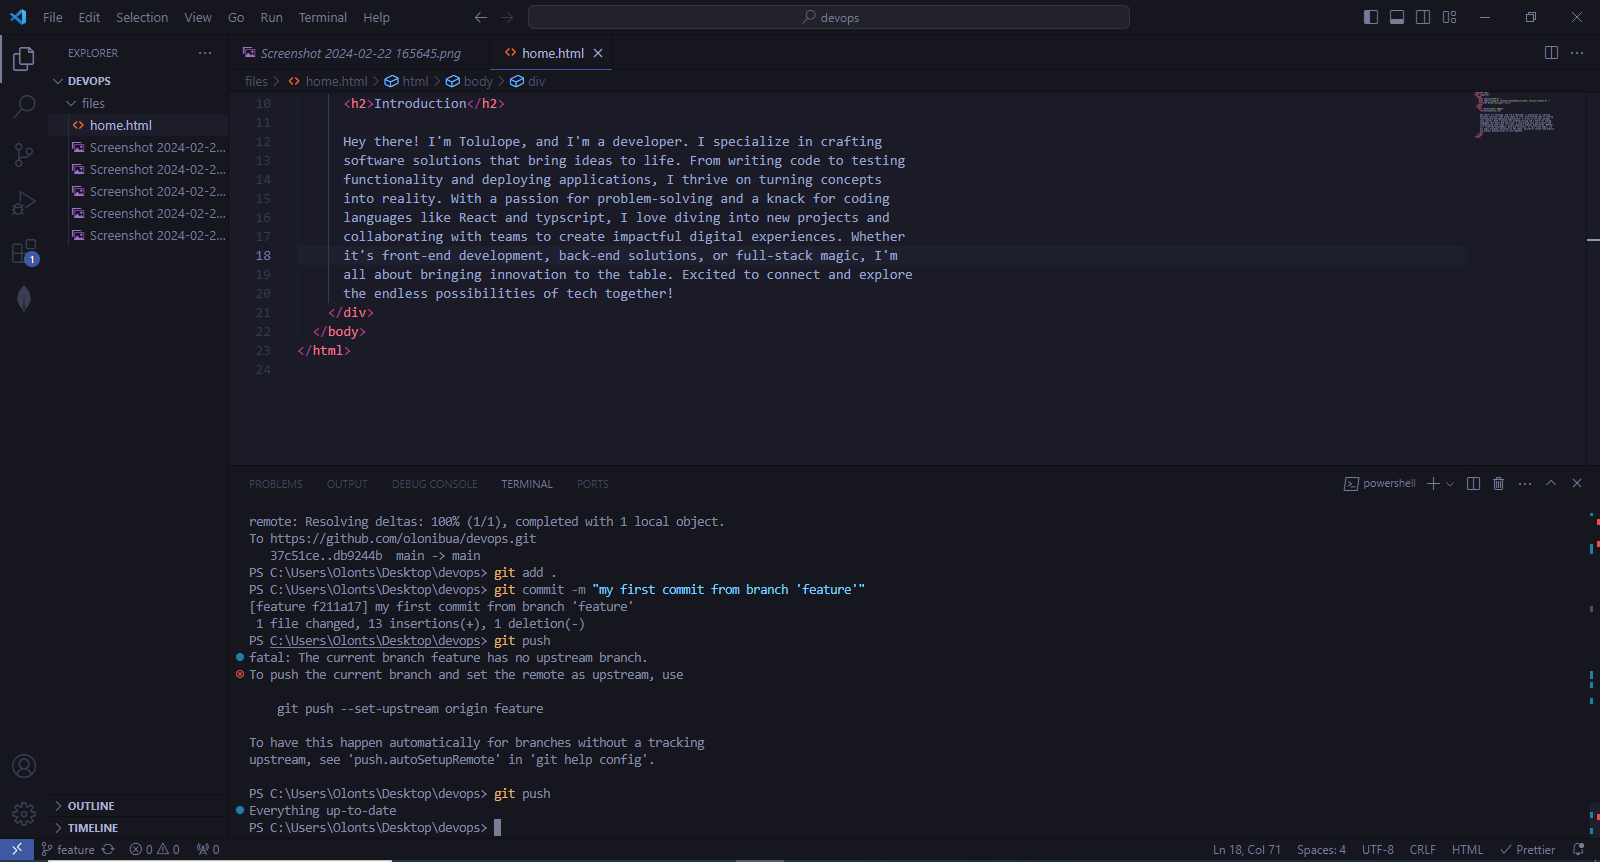 File Edit Selection View Go Run Terminal Help
devops
EXPLORER
DEVOPS
files
home.html
Screenshot 2024-02-2...
Screenshot 2024-02-2...
Screenshot 2024-02-2...
Screenshot 2024-02-2...
Screenshot 2024-02-2...
1
OUTLINE
TIMELINE
Screenshot 2024-02-22 165645.png
home.html
files > home.html > html > body > div
10 <h2>Introduction</h2>
11
12 Hey there! I'm Tolulope, and I'm a developer. I specialize in crafting
13 software solutions that bring ideas to life. From writing code to testing
14 functionality and deploying applications, I thrive on turning concepts
15 into reality. With a passion for problem-solving and a knack for coding
16 languages like React and typscript, I love diving into new projects and
17 collaborating with teams to create impactful digital experiences. Whether
18 it's front-end development, back-end solutions, or full-stack magic, I'm
19 all about bringing innovation to the table. Excited to connect and explore
20 the endless possibilities of tech together!
21 </div>
22 </body>
23 </html>
24
PROBLEMS OUTPUT DEBUG CONSOLE TERMINAL PORTS
powershell
remote: Resolving deltas: 100% (1/1), completed with 1 local object.
To https://github.com/olonibua/devops.git
37c51ce..db9244b main -> main
PS C:\Users\Olonts\Desktop\devops> git add .
PS C:\Users\Olonts\Desktop\devops> git commit -m "my first commit from branch 'feature'"
[feature f211a17] my first commit from branch 'feature'
1 file changed, 13 insertions(+), 1 deletion(-)
PS C:\Users\Olonts\Desktop\devops> git push
fatal: The current branch feature has no upstream branch.
To push the current branch and set the remote as upstream, use
git push --set-upstream origin feature
To have this happen automatically for branches without a tracking
upstream, see 'push.autoSetupRemote' in 'git help config'.
PS C:\Users\Olonts\Desktop\devops> git push
Everything up-to-date
PS C:\Users\Olonts\Desktop\devops>
feature 0 0 0
Ln 18, Col 71 Spaces: 4 UTF-8 CRLF HTML Prettier